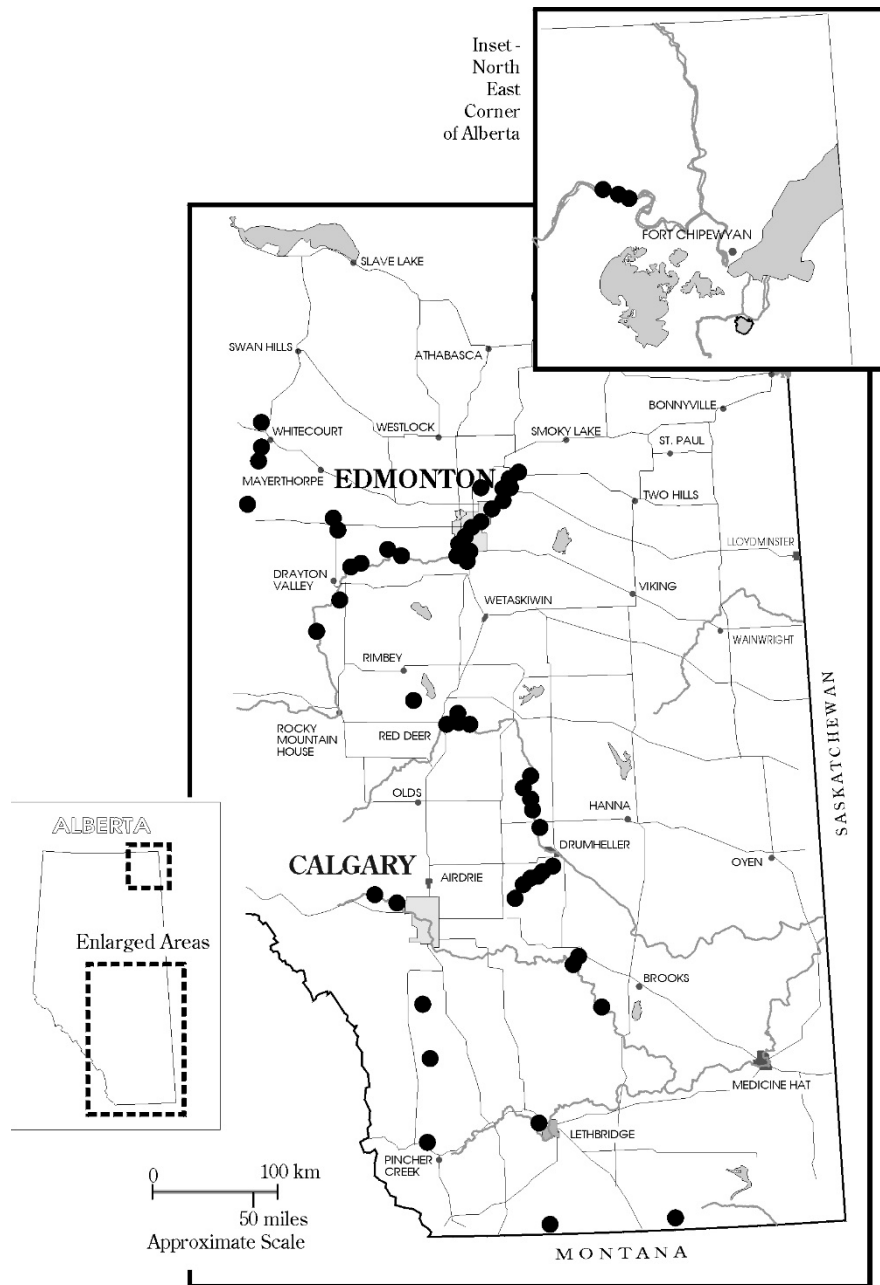 Inset -
North
East
Corner
of Alberta
FORT CHIPEWYAN
SLAVE LAKE
SWAN HILLS
ATHABASCA
BONNYVILLE
WHITECOURT
WESTLOCK
SMOKY LAKE
ST. PAUL
MAYERTHORPE
EDMONTON
TWO HILLS
LLOYDMINSTER
DRAYTON
VALLEY
VIKING
WETASKIWIN
WAINWRIGHT
RIMBEY
SASKATCHEWAN
ROCKY
MOUNTAIN
HOUSE
RED DEER
OLDS
HANNA
ALBERTA
DRUMHELLER
CALGARY
AIRDRIE
OYEN
Enlarged Areas
BROOKS
MEDICINE HAT
LETHBRIDGE
PINCHER
CREEK
0 100 km
50 miles
Approximate Scale
MONTANA